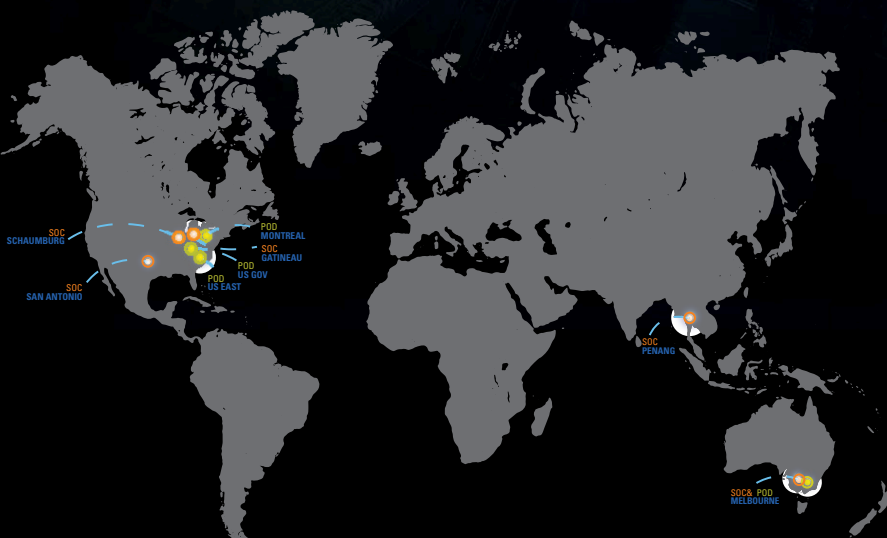 SOC
SCHAUMBURG
SOC
SAN ANTONIO
POD
MONTREAL
SOC
GATINEAU
POD
US GOV
POD
US EAST
SOC
PENANG
SOC& POD
MELBOURNE